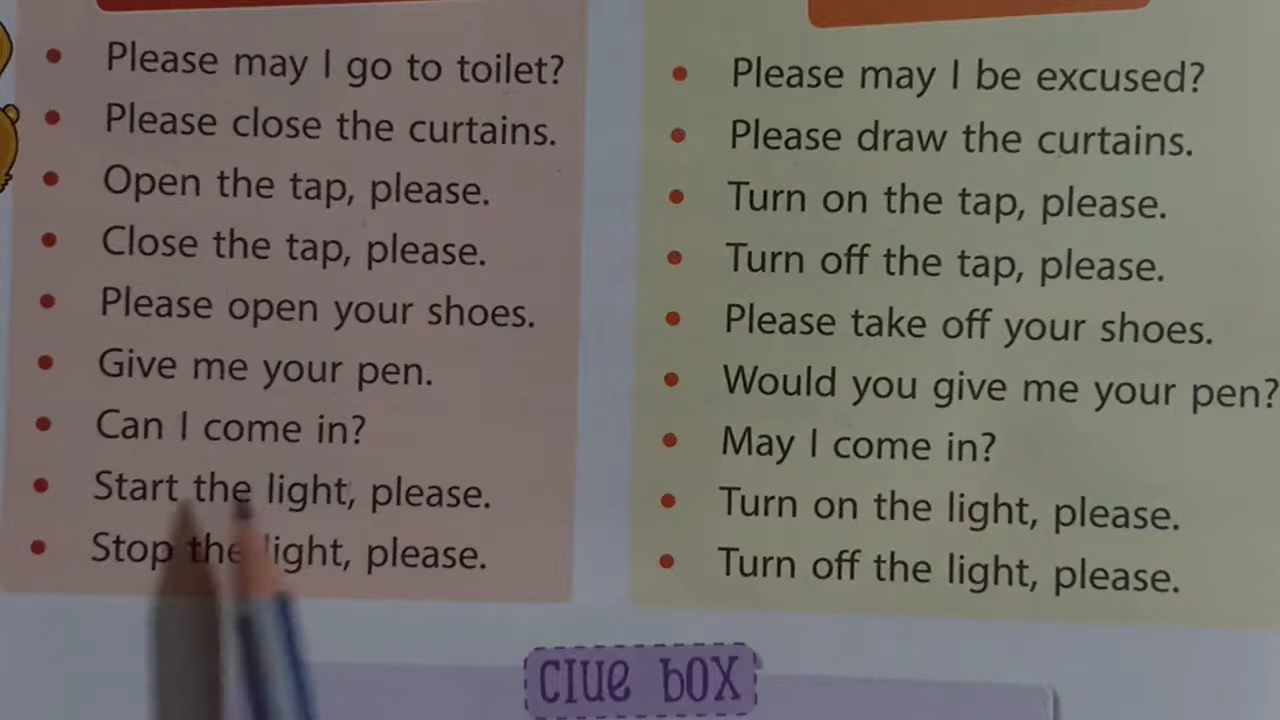 Please may I go to toilet?
Please close the curtains.
Open the tap, please.
Close the tap, please.
Please open your shoes.
Give me your pen.
Can I come in?
Start the light, please.
Stop the light, please.
Please may I be excused?
Please draw the curtains.
Turn on the tap, please.
Turn off the tap, please.
Please take off your shoes.
Would you give me your pen?
May I come in?
Turn on the light, please.
Turn off the light, please.
Clue box